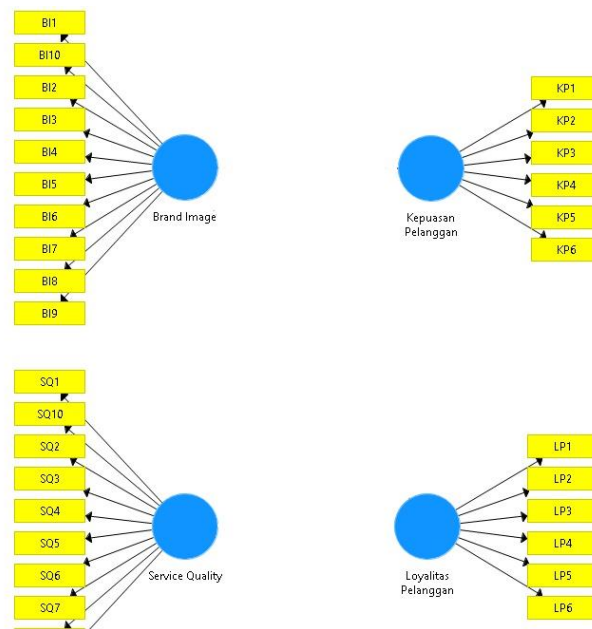 BI1
BI10
BI2
BI3
BI4
BI5
BI6
BI7
BI8
BI9
Brand Image
KP1
KP2
KP3
KP4
KP5
KP6
Kepuasan
Pelanggan
SQ1
SQ10
SQ2
SQ3
SQ4
SQ5
SQ6
SQ7
Service Quality
LP1
LP2
LP3
LP4
LP5
LP6
Loyalitas
Pelanggan